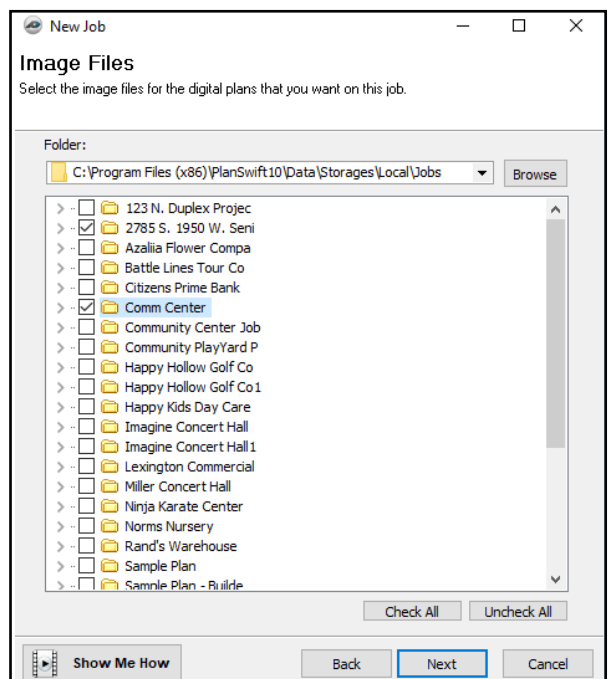 New Job
Image Files
Select the image files for the digital plans that you want on this job.
Folder:
C:\Program Files (x86)\PlanSwift10\Data\Storages\Local\Jobs
Browse
123 N. Duplex Projec
2785 S. 1950 W. Seni
Azaliia Flower Compa
Battle Lines Tour Co
Citizens Prime Bank
Comm Center
Community Center Job
Community PlayYard P
Happy Hollow Golf Co
Happy Hollow Golf Co1
Happy Kids Day Care
Imagine Concert Hall
Imagine Concert Hall1
Lexington Commercial
Miller Concert Hall
Ninja Karate Center
Norms Nursery
Rand's Warehouse
Sample Plan
Sample Plan - Builde
Check All Uncheck All
Show Me How Back Next Cancel